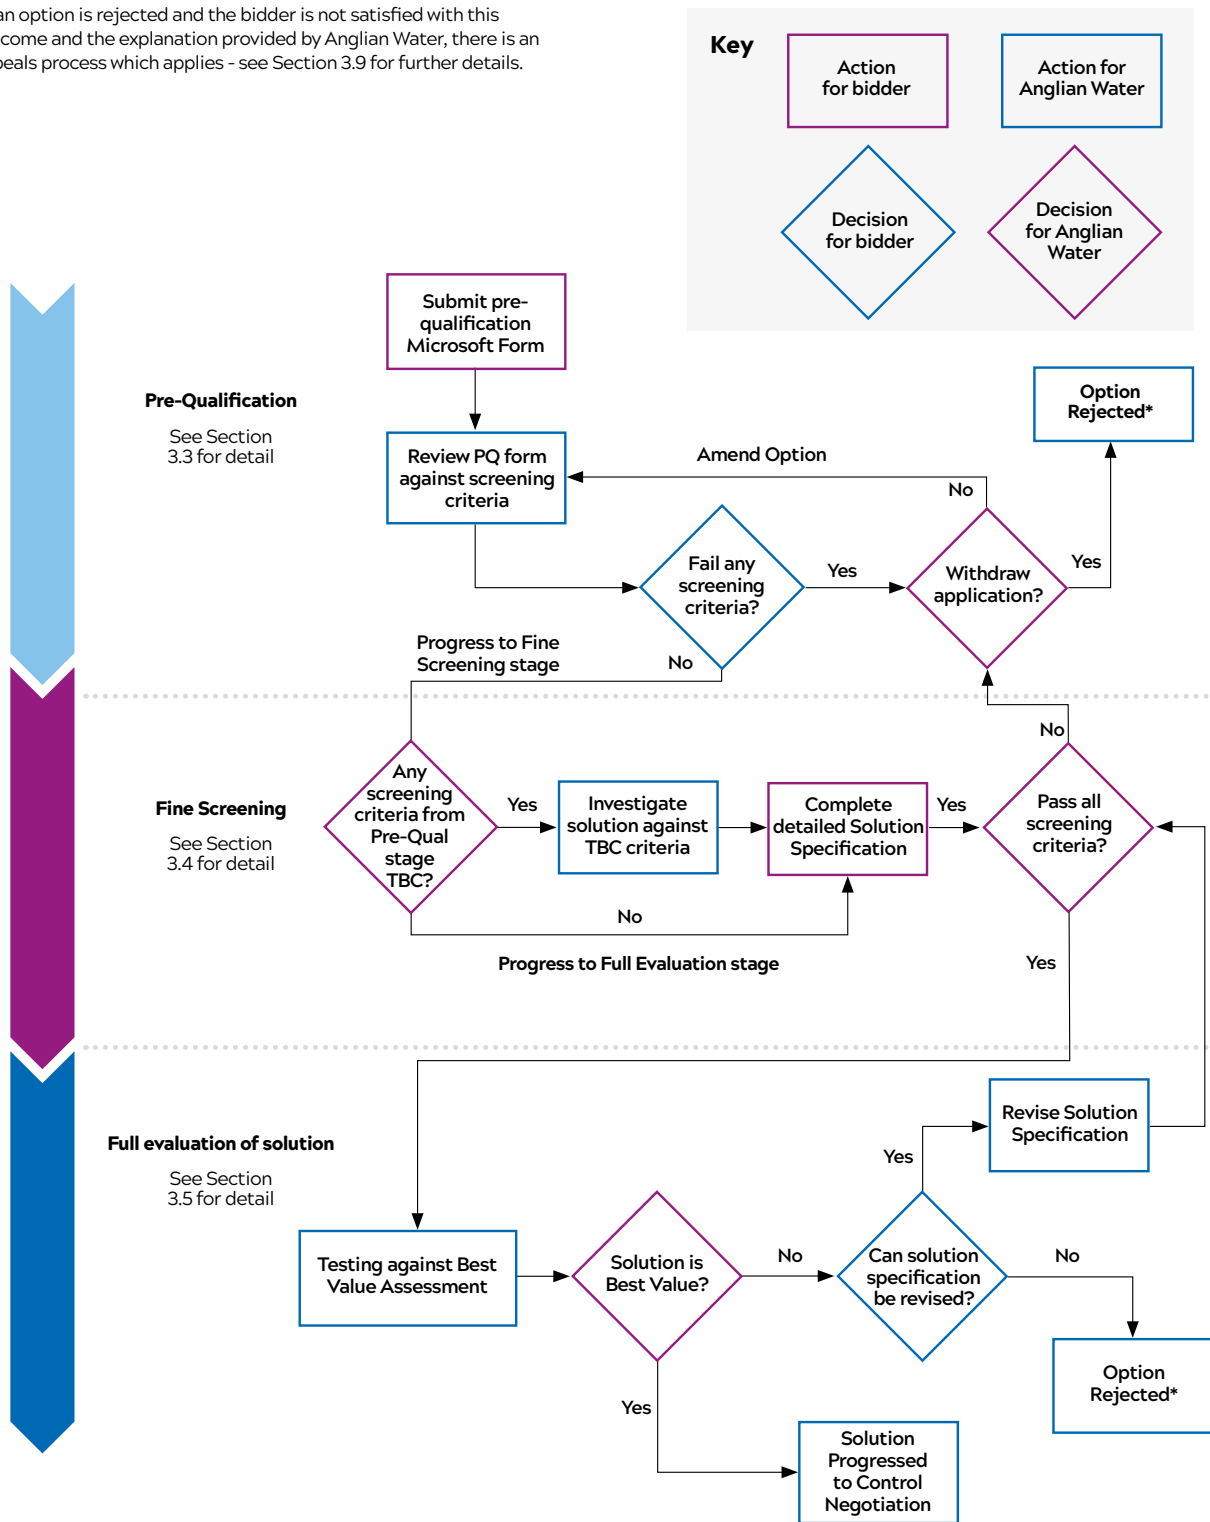 an option is rejected and the bidder is not satisfied with this
come and the explanation provided by Anglian Water, there is an
peals process which applies - see Section 3.9 for further details.
Key
Action
for bidder
Action for
Anglian Water
Decision
for bidder
Decision
for Anglian
Water
Submit pre-
qualification
Microsoft Form
Pre-Qualification
See Section
3.3 for detail
Option
Rejected*
Review PQ form
against screening
criteria
Amend Option
No
Fail any
screening
criteria?
Yes
Withdraw
application?
Yes
Progress to Fine
Screening stage
No
No
Fine Screening
See Section
3.4 for detail
Any
screening
criteria from
Pre-Qual
stage
TBC?
Yes
Investigate
solution against
TBC criteria
Complete
detailed Solution
Specification
Yes
Pass all
screening
criteria?
No
Progress to Full Evaluation stage
Yes
Full evaluation of solution
See Section
3.5 for detail
Revise Solution
Specification
Yes
Testing against Best
Value Assessment
Solution is
Best Value?
No
Can solution
specification
be revised?
No
Option
Rejected*
Yes
Solution
Progressed
to Control
Negotiation